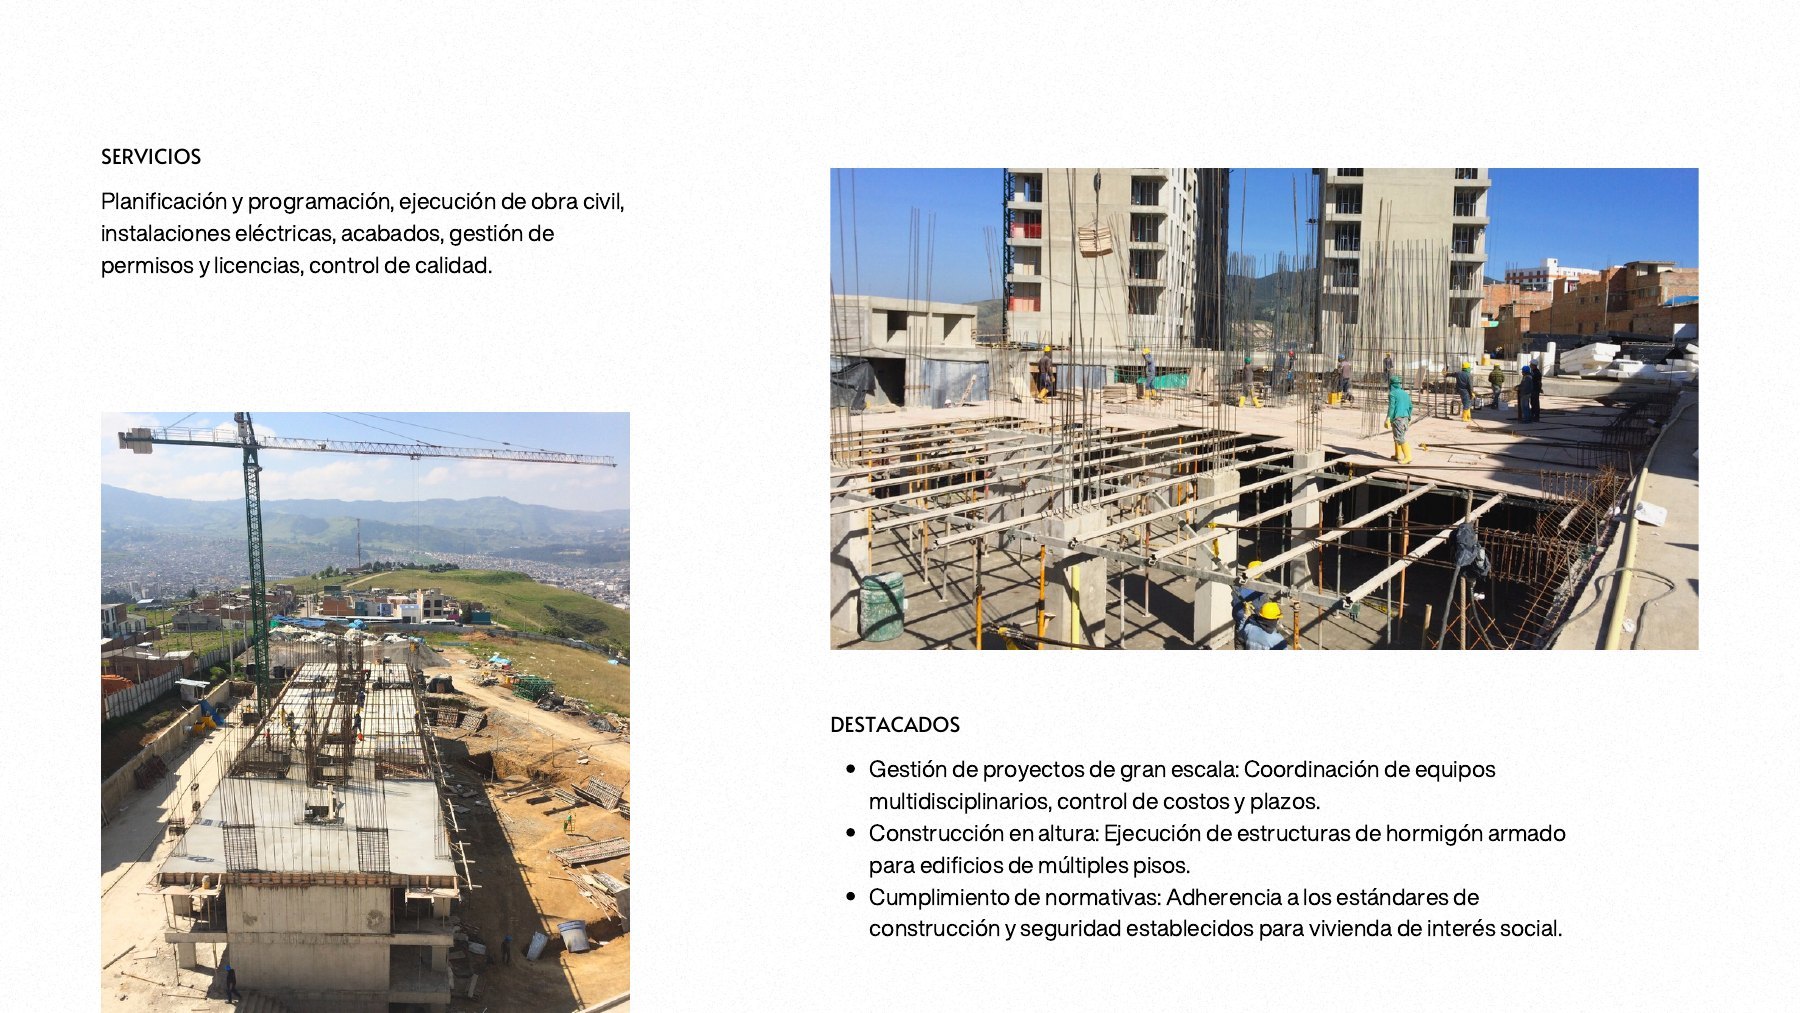 SERVICIOS
Planificación y programación, ejecución de obra civil,
instalaciones eléctricas, acabados, gestión de
permisos y licencias, control de calidad.
DESTACADOS
• Gestión de proyectos de gran escala: Coordinación de equipos
multidisciplinarios, control de costos y plazos.
• Construcción en altura: Ejecución de estructuras de hormigón armado
para edificios de múltiples pisos.
• Cumplimiento de normativas: Adherencia a los estándares de
construcción y seguridad establecidos para vivienda de interés social.